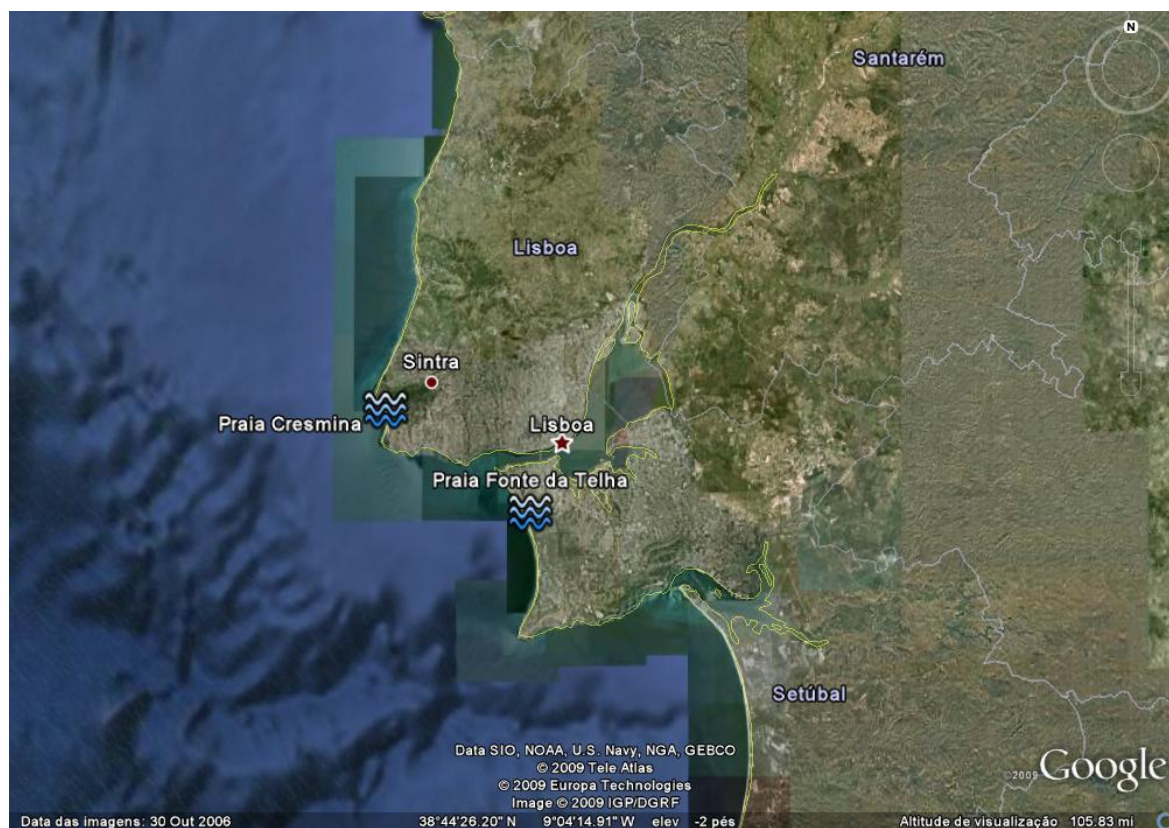 N
Santarém
Lisboa
Sintra
Praia Cresmina
Lisboa
Praia Fonte da Telha
Setúbal
Data SIO, NOAA, U.S. Navy, NGA, GEBCO
© 2009 Tele Atlas
© 2009 Europa Technologies
Image © 2009 IGP/DGRF
©2009 Google
Data das imagens: 30 Out 2006 38°44'26.20" N 9°04'14.91" W elev -2 pés Altitude de visualização 105.83 mi